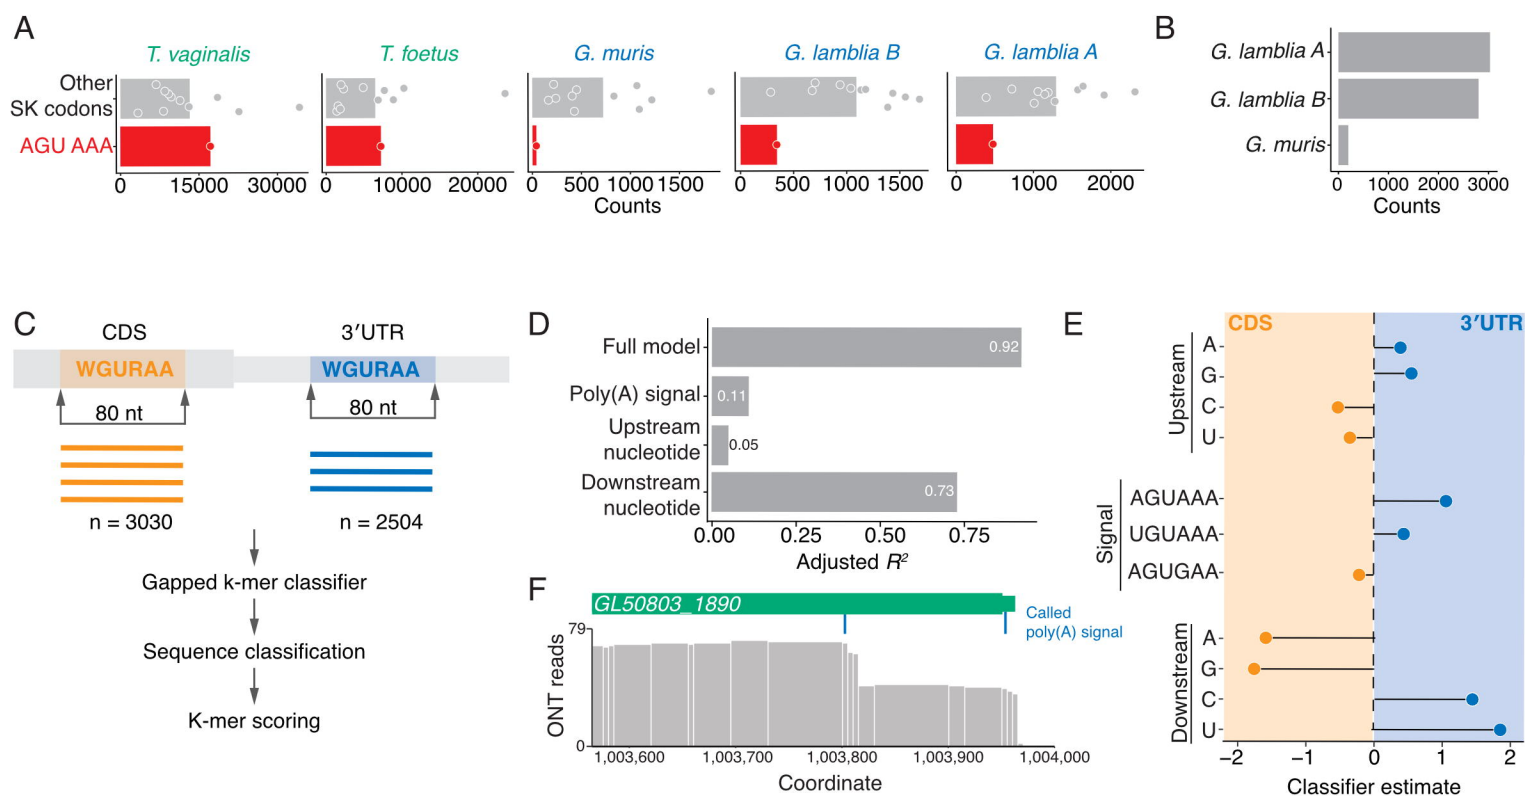 A
T. vaginalis
T. foetus
G. muris
G. lamblia B
G. lamblia A
Other
SK codons
AGU AAA
0 15000 30000
0 10000 20000
0 500 1000 1500
0 500 1000 1500
0 1000 2000
Counts
Counts
B
G. lamblia A
G. lamblia B
G. muris
0 1000 2000 3000
Counts
C
CDS
3′UTR
WGURAA
WGURAA
80 nt
80 nt
n = 3030
n = 2504
Gapped k-mer classifier
Sequence classification
K-mer scoring
D
Full model
0.92
Poly(A) signal
0.11
Upstream
nucleotide
0.05
Downstream
nucleotide
0.73
0.00 0.25 0.50 0.75
Adjusted R²
E
CDS
3′UTR
Upstream
A
G
C
U
Signal
AGUAAA
UGUAAA
AGUGAA
Downstream
A
G
C
U
−2 −1 0 1 2
Classifier estimate
F
GL50803_1890
Called
poly(A) signal
79
0
ONT reads
1,003,600 1,003,700 1,003,800 1,003,900 1,004,000
Coordinate